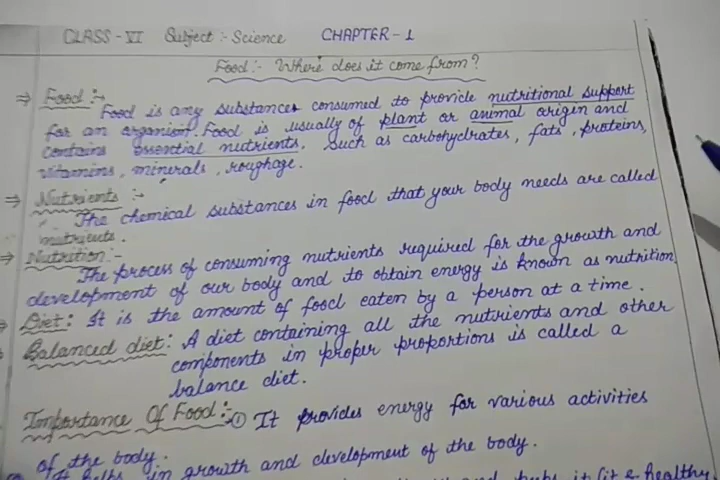 CLASS-VI Subject:- Science CHAPTER-1
Food:- Where does it come from?
⇒ Food:-
Food is any substances consumed to provide nutritional support
for an organism. Food is usually of plant or animal origin and
contains essential nutrients. Such as carbohydrates, fats, proteins,
vitamins, minerals, roughage.
⇒ Nutrients:-
The chemical substances in food that your body needs are called
nutrients.
⇒ Nutrition:-
The process of consuming nutrients required for the growth and
development of our body and to obtain energy is known as nutrition
Diet: It is the amount of food eaten by a person at a time.
Balanced diet: A diet containing all the nutrients and other
components in proper proportions is called a
balance diet.
Importance Of Food:- ① It provides energy for various activities
of the body.
It helps in growth and development of the body.
and it fit & healthy